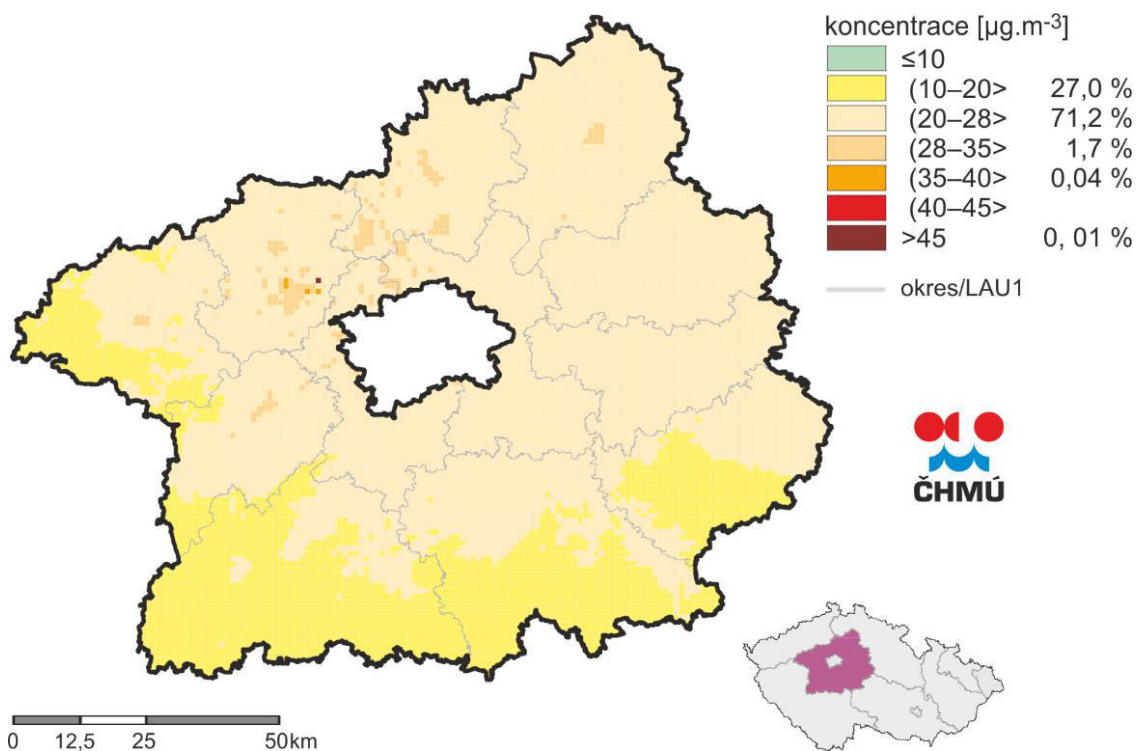 koncentrace [µg.m-3]
≤10
(10–20> 27,0 %
(20–28> 71,2 %
(28–35> 1,7 %
(35–40> 0,04 %
(40–45>
>45 0, 01 %
okres/LAU1
ČHMÚ
0 12,5 25 50km